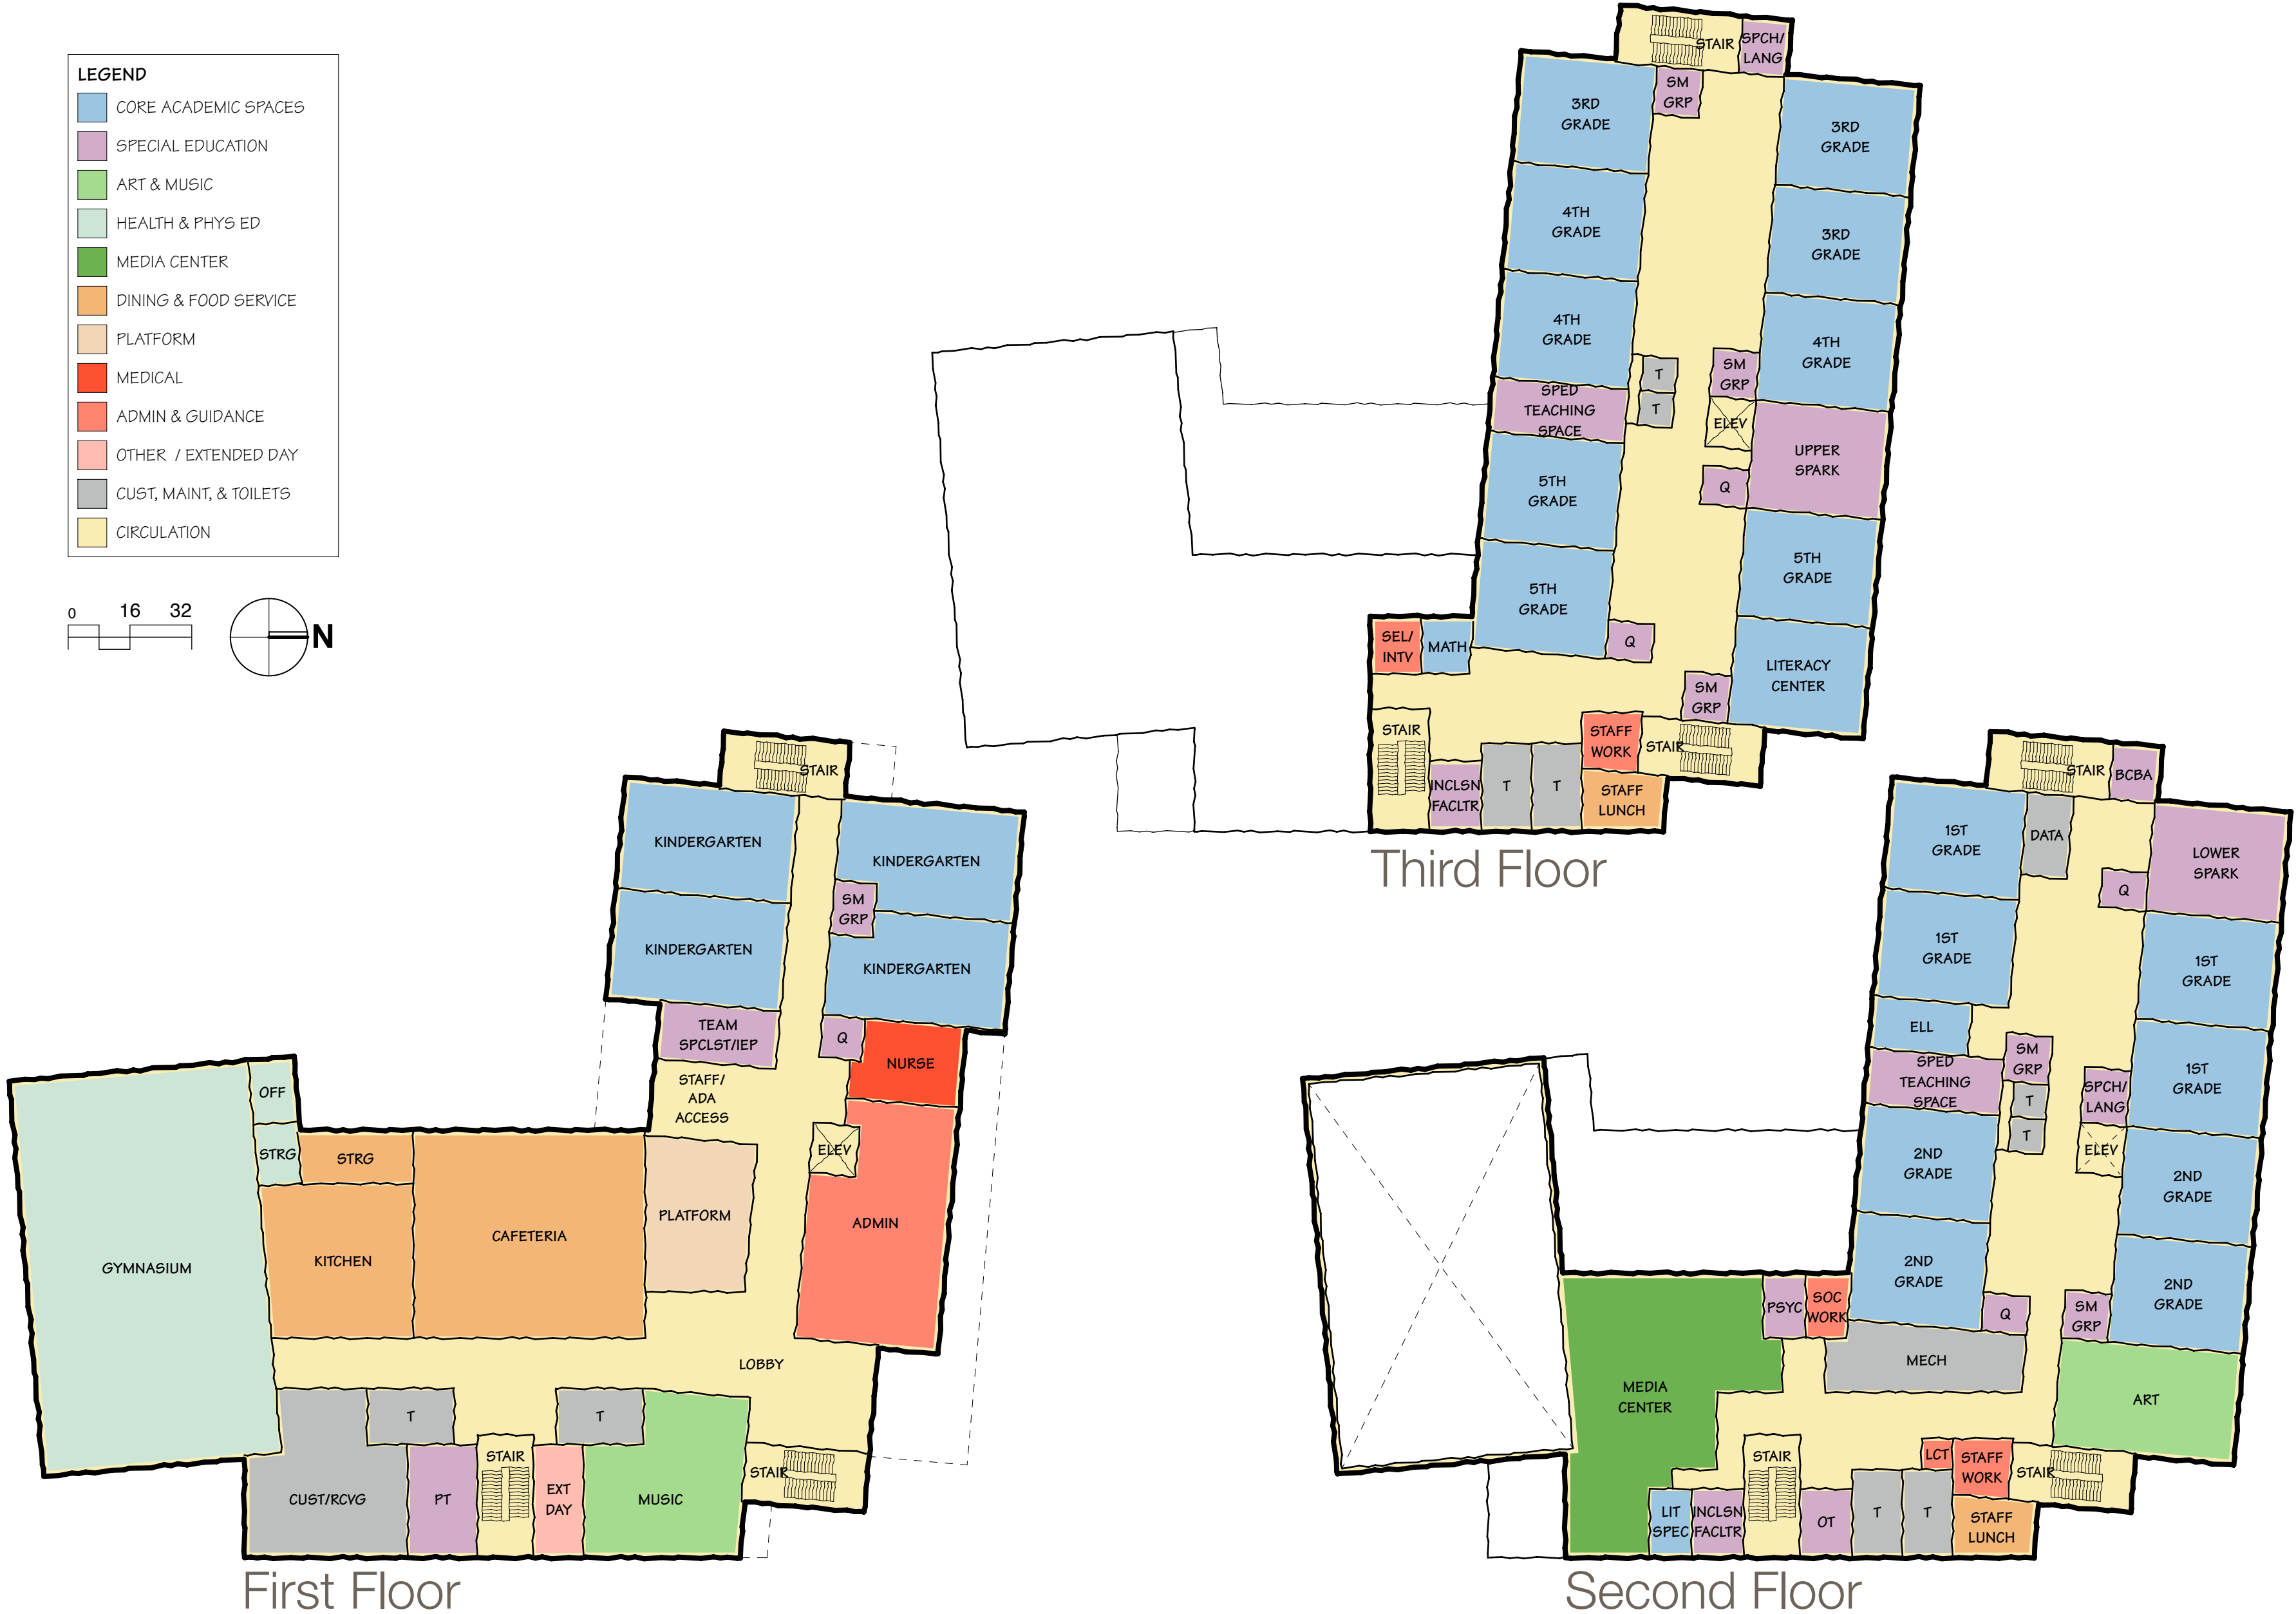 LEGEND
CORE ACADEMIC SPACES
SPECIAL EDUCATION
ART & MUSIC
HEALTH & PHYS ED
MEDIA CENTER
DINING & FOOD SERVICE
PLATFORM
MEDICAL
ADMIN & GUIDANCE
OTHER / EXTENDED DAY
CUST, MAINT, & TOILETS
CIRCULATION
0 16 32
N
STAIR
SPCH/
LANG
SM
GRP
3RD
GRADE
3RD
GRADE
4TH
GRADE
3RD
GRADE
4TH
GRADE
4TH
GRADE
SM
GRP
T
T
ELEV
SPED
TEACHING
SPACE
UPPER
SPARK
Q
5TH
GRADE
5TH
GRADE
5TH
GRADE
Q
LITERACY
CENTER
SEL/
INTV
MATH
SM
GRP
STAIR
STAFF
WORK
STAIR
INCLSN
FACLTR
T
T
STAFF
LUNCH
Third Floor
STAIR
KINDERGARTEN
KINDERGARTEN
SM
GRP
KINDERGARTEN
KINDERGARTEN
TEAM
SPCLST/IEP
Q
NURSE
STAFF/
ADA
ACCESS
OFF
STRG
STRG
ELEV
PLATFORM
ADMIN
CAFETERIA
KITCHEN
GYMNASIUM
LOBBY
T
T
STAIR
STAIR
CUST/RCVG
PT
EXT
DAY
MUSIC
First Floor
STAIR
BCBA
1ST
GRADE
DATA
LOWER
SPARK
Q
1ST
GRADE
1ST
GRADE
ELL
SM
GRP
SPED
TEACHING
SPACE
T
T
SPCH/
LANG
1ST
GRADE
ELEV
2ND
GRADE
2ND
GRADE
2ND
GRADE
2ND
GRADE
Q
SM
GRP
PSYC
SOC
WORK
MECH
MEDIA
CENTER
ART
STAIR
LCT
STAFF
WORK
STAIR
LIT
SPEC
INCLSN
FACLTR
OT
T
T
STAFF
LUNCH
Second Floor